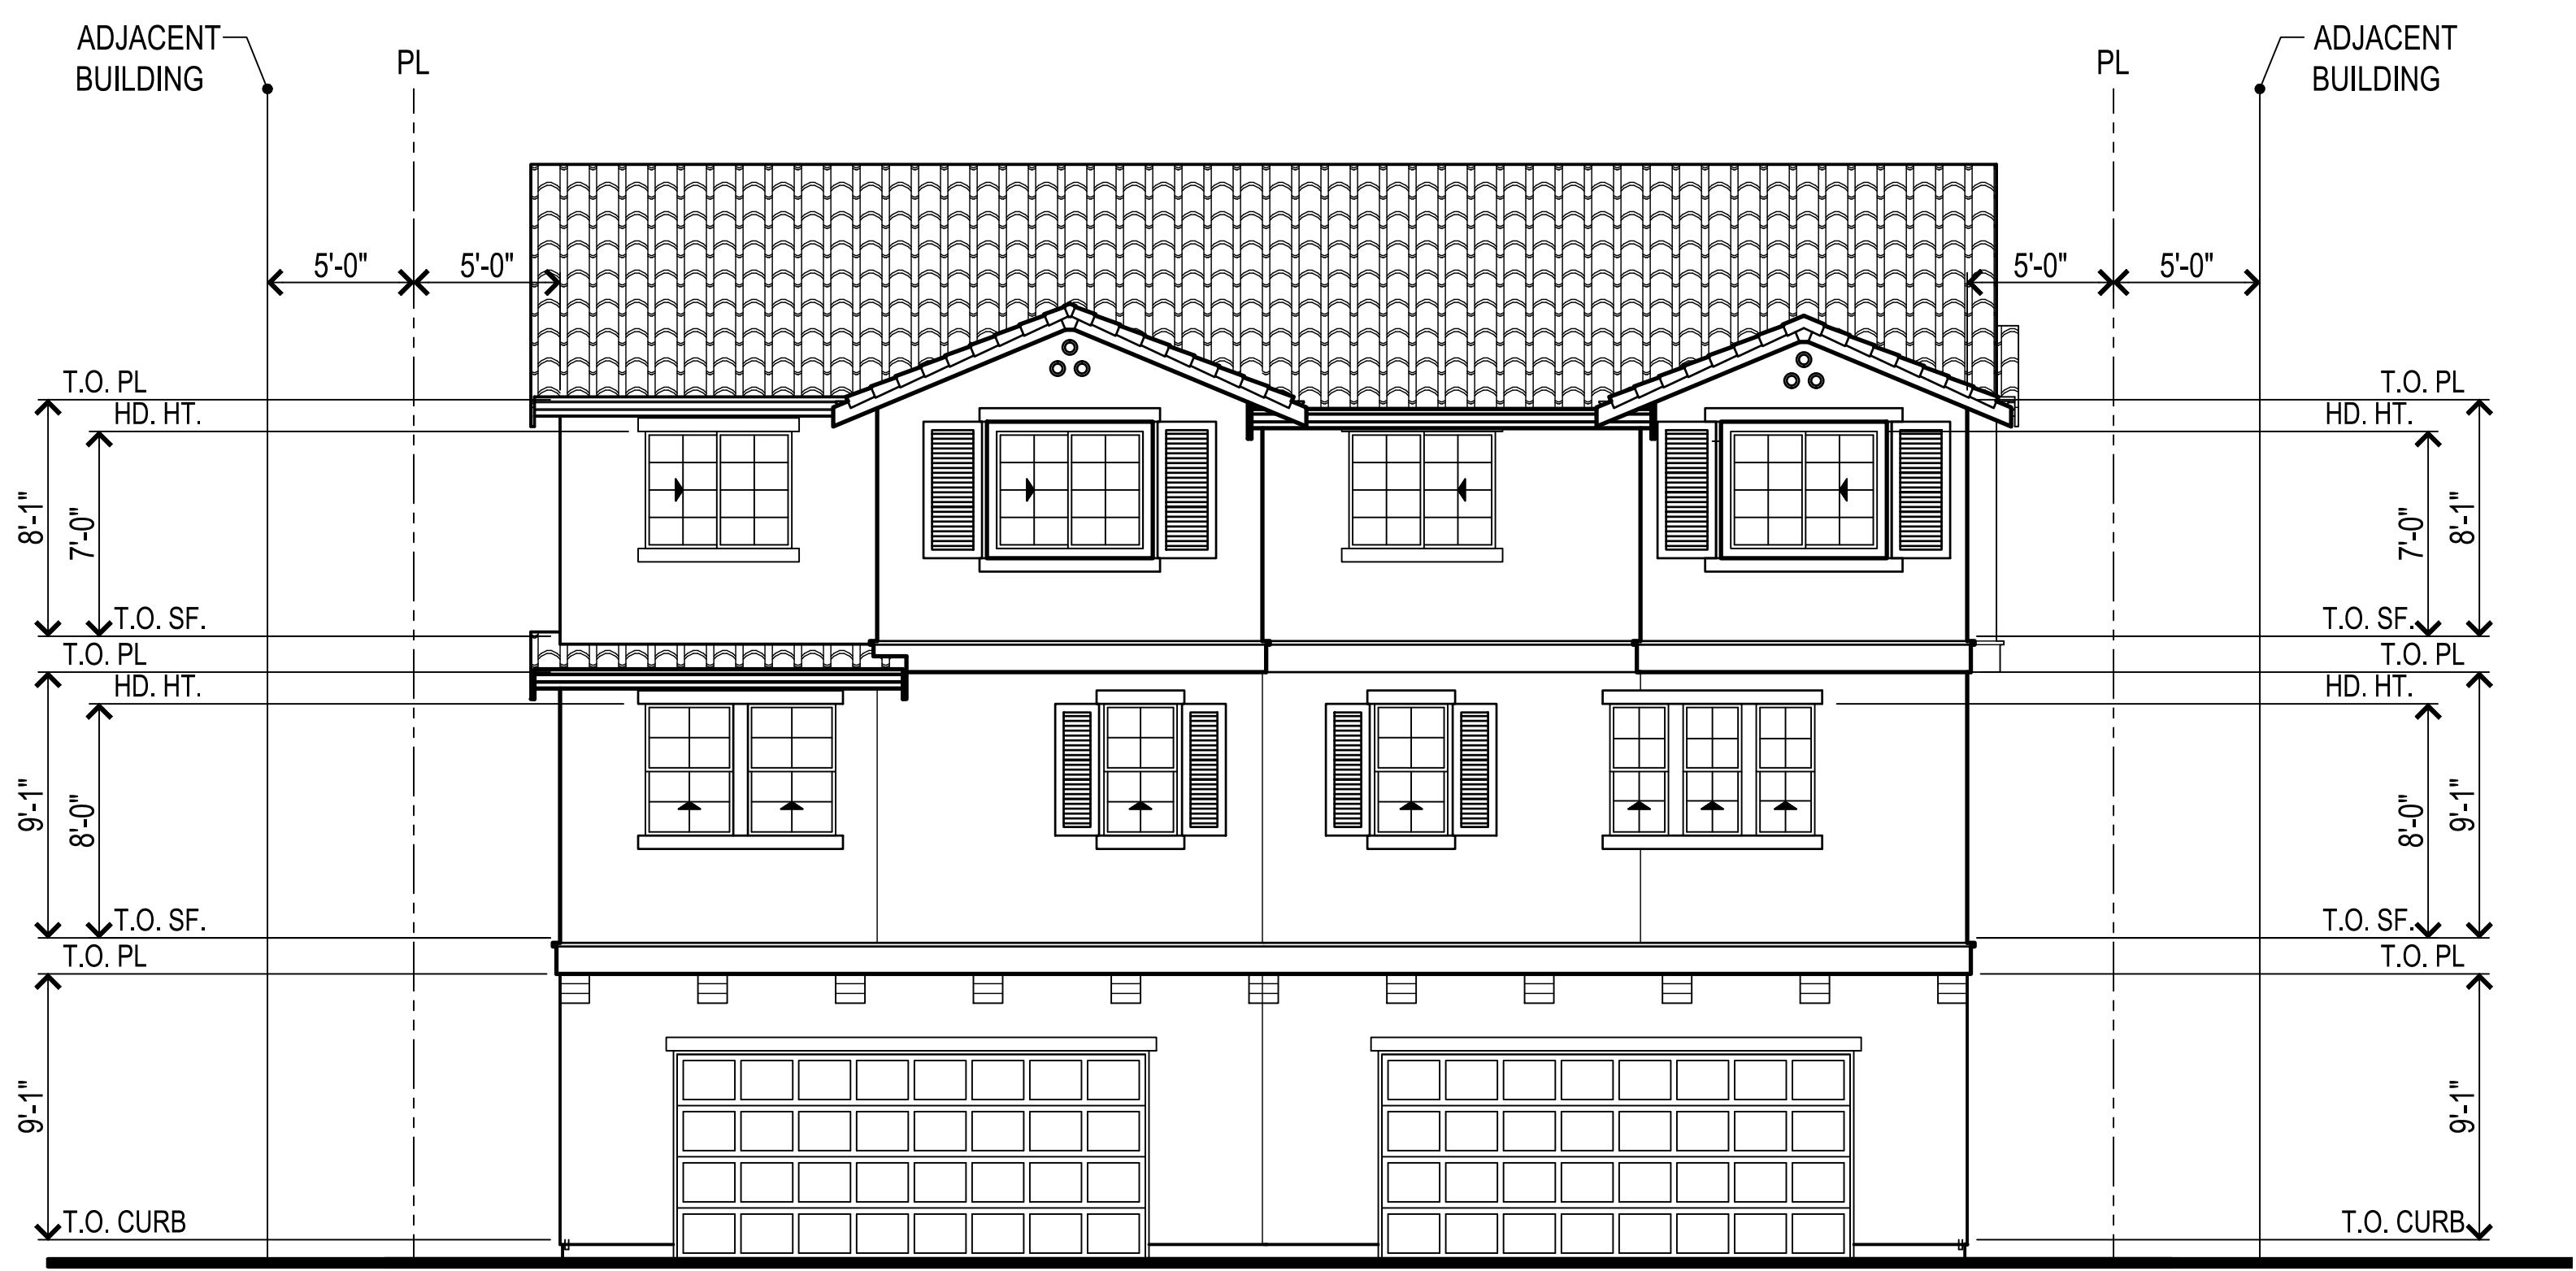 ADJACENT
BUILDING
PL
PL
ADJACENT
BUILDING
5'-0"
5'-0"
5'-0"
5'-0"
T.O. PL
HD. HT.
8'-1"
7'-0"
T.O. SF.
T.O. PL
HD. HT.
9'-1"
8'-0"
T.O. SF.
T.O. PL
9'-1"
T.O. CURB
T.O. PL
HD. HT.
7'-0"
8'-1"
T.O. SF.
T.O. PL
HD. HT.
8'-0"
9'-1"
T.O. SF.
T.O. PL
9'-1"
T.O. CURB